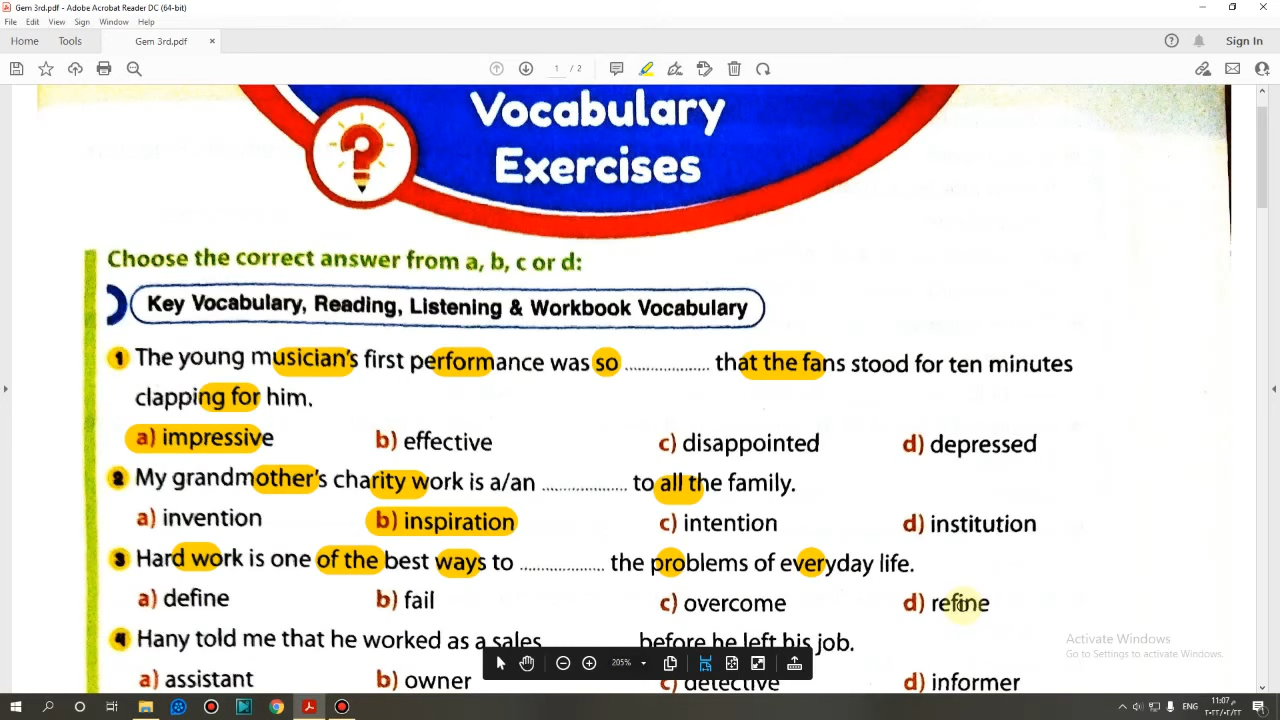 Gem 3rd.pdf - Adobe Acrobat Reader DC (64-bit)
File Edit View Sign Window Help
Home Tools Gem 3rd.pdf × Sign In
1 / 2
Vocabulary
Exercises
Choose the correct answer from a, b, c or d:
Key Vocabulary, Reading, Listening & Workbook Vocabulary
1 The young musician's first performance was so ................ that the fans stood for ten minutes
clapping for him.
a) impressive b) effective c) disappointed d) depressed
2 My grandmother's charity work is a/an ................ to all the family.
a) invention b) inspiration c) intention d) institution
3 Hard work is one of the best ways to ................ the problems of everyday life.
a) define b) fail c) overcome d) refine
4 Hany told me that he worked as a sales before he left his job.
205%
a) assistant b) owner c) detective d) informer
Activate Windows
Go to Settings to activate Windows.
ENG
11:07 م
٢٠٢٢/٠٢/٢٢